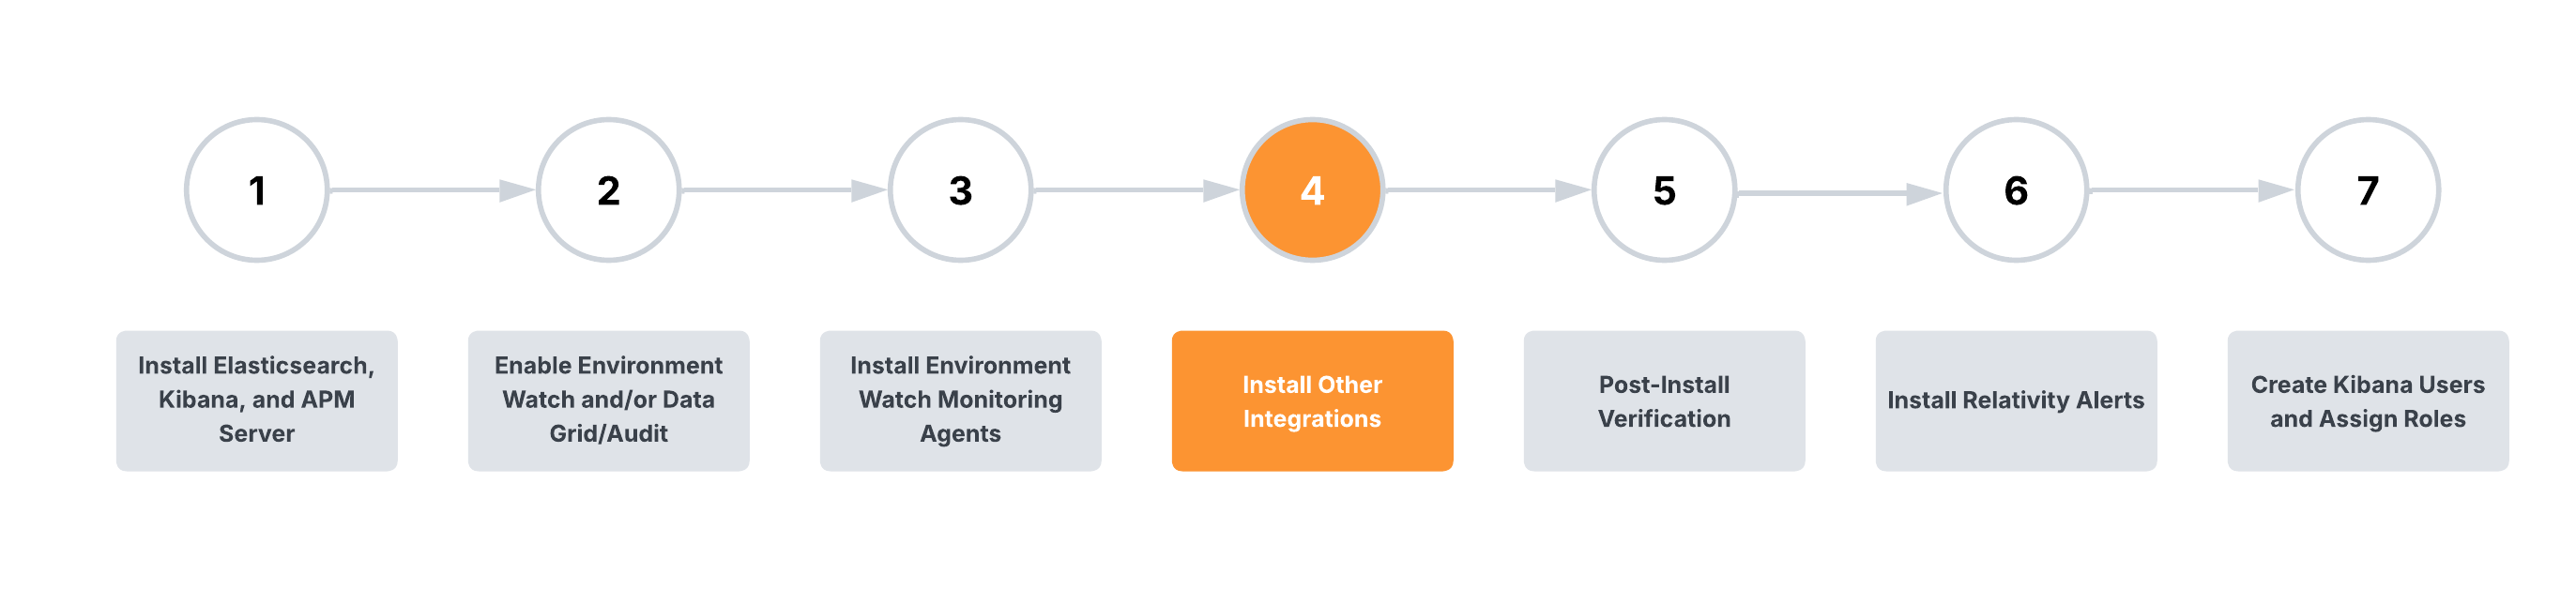 1
2
3
4
5
6
7
Install Elasticsearch,
Kibana, and APM
Server
Enable Environment
Watch and/or Data
Grid/Audit
Install Environment
Watch Monitoring
Agents
Install Other
Integrations
Post-Install
Verification
Install Relativity Alerts
Create Kibana Users
and Assign Roles